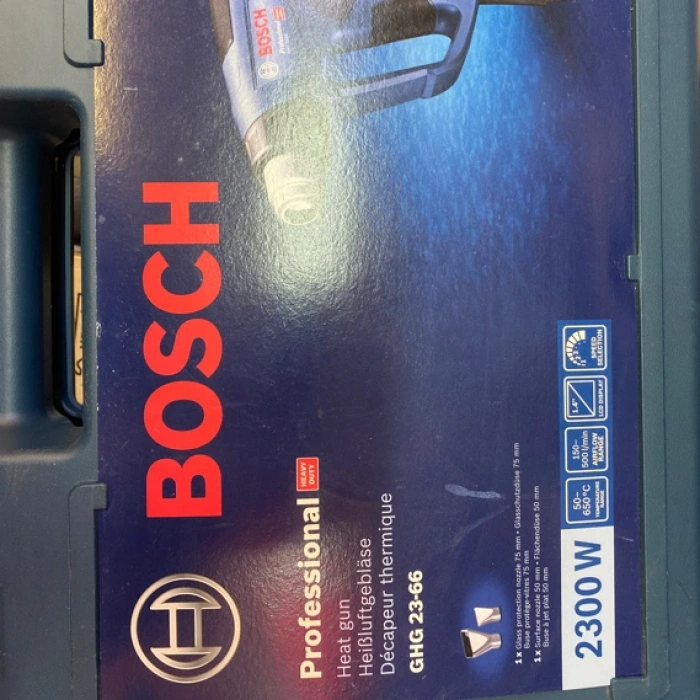 BOSCH
BOSCH
Professional HEAVY DUTY
Heat gun
Heißluftgebläse
Décapeur thermique
GHG 23-66
1 x Glass protection nozzle 75 mm • Glasschutzdüse 75 mm
Buse protège-vitres 75 mm
1 x Surface nozzle 50 mm • Flächendüse 50 mm
Buse à jet plat 50 mm
2300 W
50–
650 °C
TEMPERATURE
RANGE
150–
500 l/min
AIRFLOW
RANGE
1.4"
LCD DISPLAY
SPEED
SELECTION